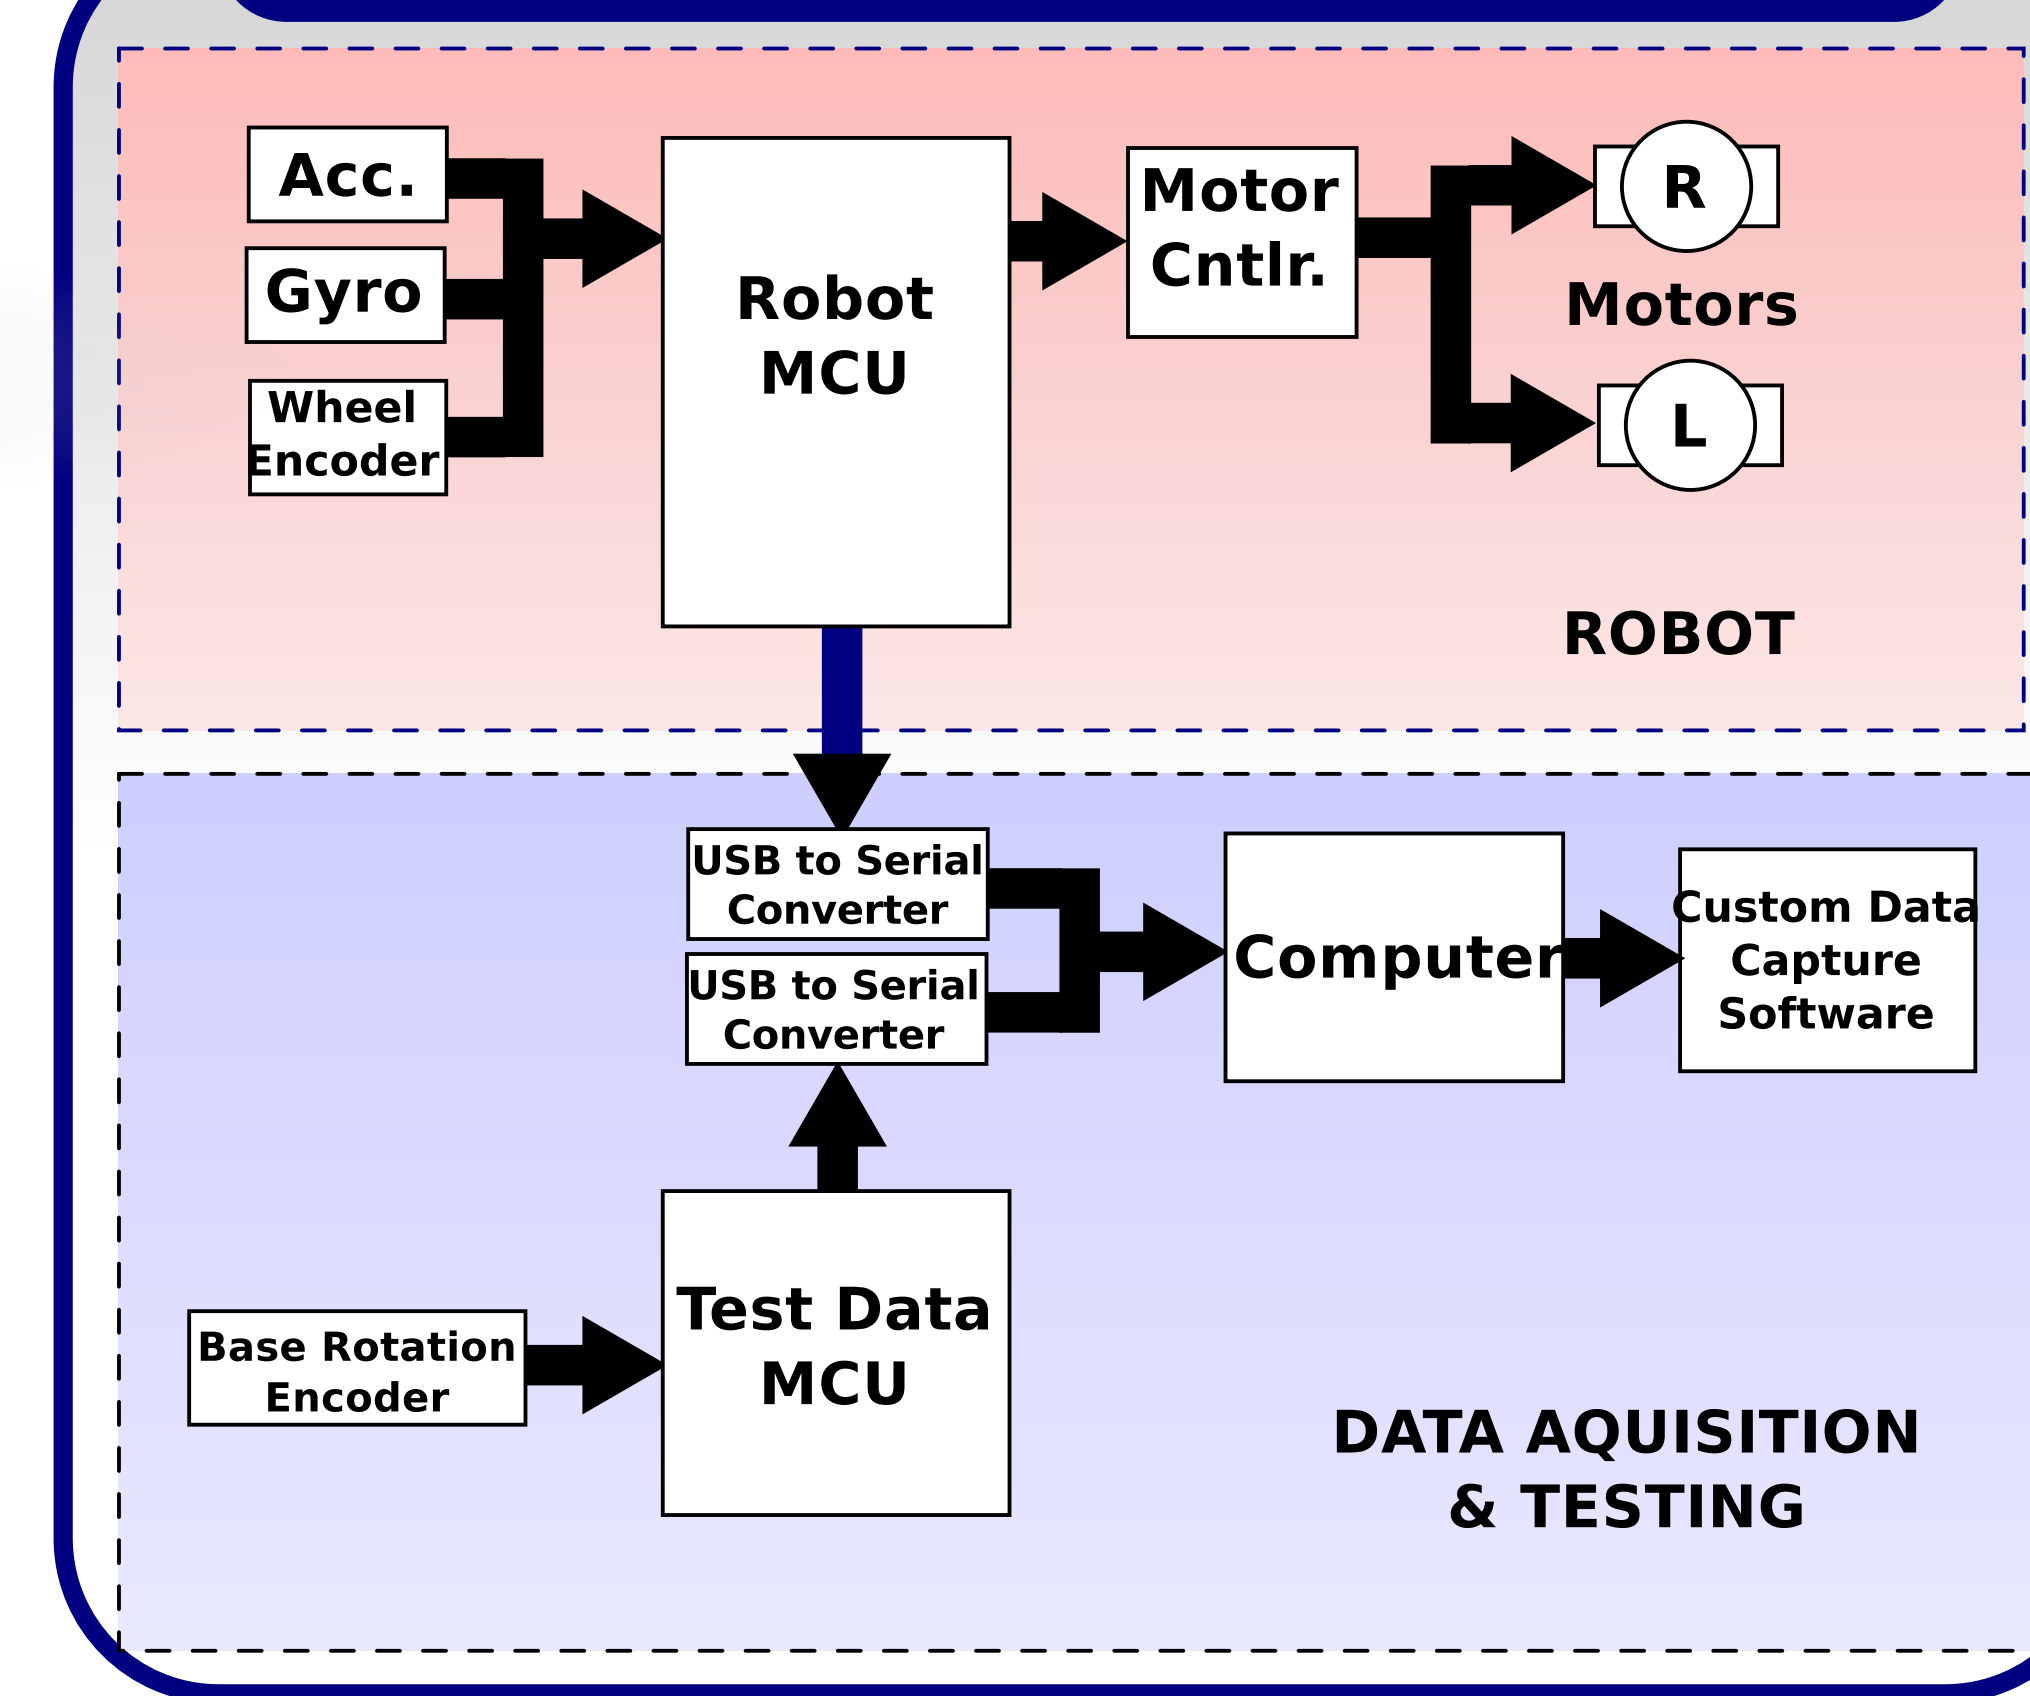 Acc.
Gyro
Wheel
Encoder
Robot
MCU
Motor
Cntlr.
R
Motors
L
ROBOT
USB to Serial
Converter
USB to Serial
Converter
Computer
Custom Data
Capture
Software
Base Rotation
Encoder
Test Data
MCU
DATA AQUISITION
& TESTING